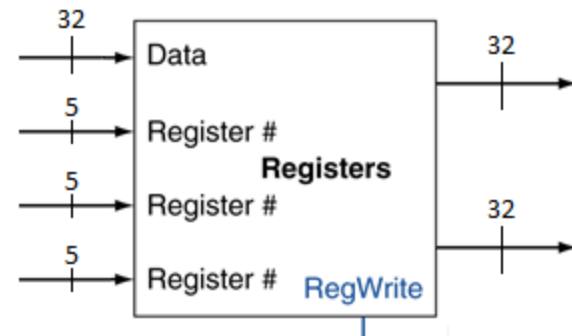 32
Data
32
5
Register #
Registers
5
Register #
32
5
Register #
RegWrite